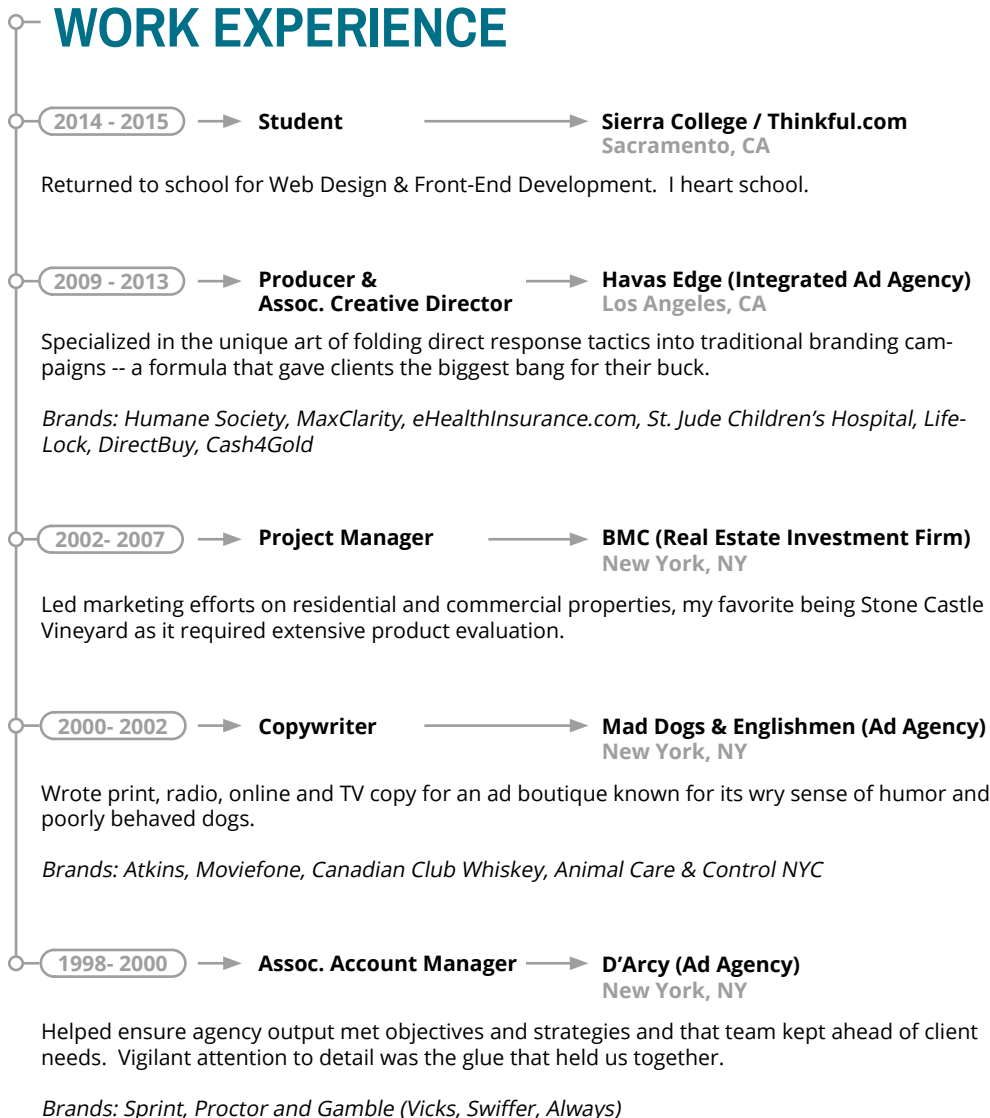 WORK EXPERIENCE
2014 - 2015 Student Sierra College / Thinkful.com
Sacramento, CA
Returned to school for Web Design & Front-End Development.  I heart school.
2009 - 2013 Producer & Havas Edge (Integrated Ad Agency)
Assoc. Creative Director Los Angeles, CA
Specialized in the unique art of folding direct response tactics into traditional branding cam-
paigns -- a formula that gave clients the biggest bang for their buck.
Brands: Humane Society, MaxClarity, eHealthInsurance.com, St. Jude Children’s Hospital, Life-
Lock, DirectBuy, Cash4Gold
2002- 2007 Project Manager BMC (Real Estate Investment Firm)
New York, NY
Led marketing efforts on residential and commercial properties, my favorite being Stone Castle
Vineyard as it required extensive product evaluation.
2000- 2002 Copywriter Mad Dogs & Englishmen (Ad Agency)
New York, NY
Wrote print, radio, online and TV copy for an ad boutique known for its wry sense of humor and
poorly behaved dogs.
Brands: Atkins, Moviefone, Canadian Club Whiskey, Animal Care & Control NYC
1998- 2000 Assoc. Account Manager D’Arcy (Ad Agency)
New York, NY
Helped ensure agency output met objectives and strategies and that team kept ahead of client
needs.  Vigilant attention to detail was the glue that held us together.
Brands: Sprint, Proctor and Gamble (Vicks, Swiffer, Always)